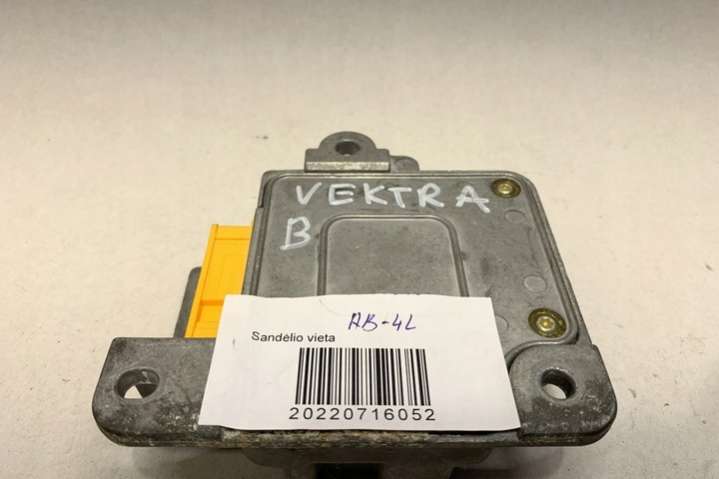 VEKTRA
B
AB-4L
Sandėlio vieta
20220716052